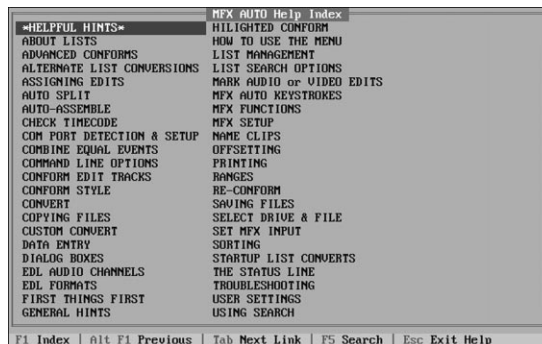 MFX AUTO Help Index
*HELPFUL HINTS*
ABOUT LISTS
ADVANCED CONFORMS
ALTERNATE LIST CONVERSIONS
ASSIGNING EDITS
AUTO SPLIT
AUTO-ASSEMBLE
CHECK TIMECODE
COM PORT DETECTION & SETUP
COMBINE EQUAL EVENTS
COMMAND LINE OPTIONS
CONFORM EDIT TRACKS
CONFORM STYLE
CONVERT
COPYING FILES
CUSTOM CONVERT
DATA ENTRY
DIALOG BOXES
EDL AUDIO CHANNELS
EDL FORMATS
FIRST THINGS FIRST
GENERAL HINTS
HILIGHTED CONFORM
HOW TO USE THE MENU
LIST MANAGEMENT
LIST SEARCH OPTIONS
MARK AUDIO or VIDEO EDITS
MFX AUTO KEYSTROKES
MFX FUNCTIONS
MFX SETUP
NAME CLIPS
OFFSETTING
PRINTING
RANGES
RE-CONFORM
SAVING FILES
SELECT DRIVE & FILE
SET MFX INPUT
SORTING
STARTUP LIST CONVERTS
THE STATUS LINE
TROUBLESHOOTING
USER SETTINGS
USING SEARCH
F1 Index | Alt F1 Previous | Tab Next Link | F5 Search | Esc Exit Help